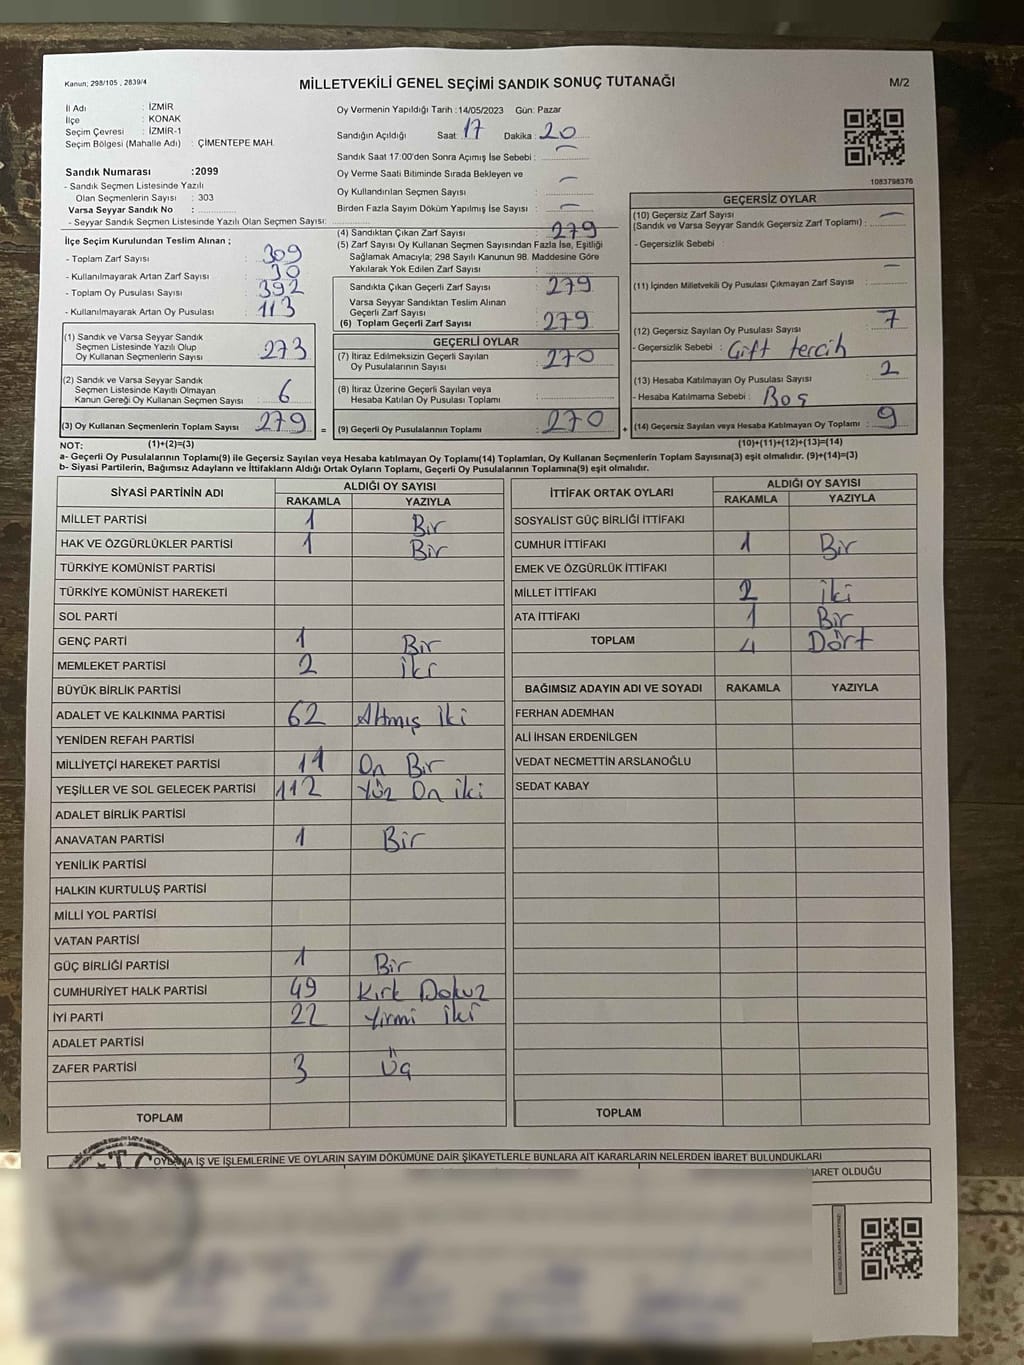 Kanun; 298/105 , 2839/4
MİLLETVEKİLİ GENEL SEÇİMİ SANDIK SONUÇ TUTANAĞI
M/2
İl Adı : İZMİR
İlçe : KONAK
Seçim Çevresi : İZMİR-1
Seçim Bölgesi (Mahalle Adı) : ÇİMENTEPE MAH.
Sandık Numarası :2099
- Sandık Seçmen Listesinde Yazılı
Olan Seçmenlerin Sayısı : 303
Varsa Seyyar Sandık No :
- Seyyar Sandık Seçmen Listesinde Yazılı Olan Seçmen Sayısı:
Oy Vermenin Yapıldığı Tarih :14/05/2023 Gün: Pazar
Sandığın Açıldığı Saat : 17 Dakika : 20
Sandık Saat 17:00'den Sonra Açımış İse Sebebi : –
Oy Verme Saati Bitiminde Sırada Bekleyen ve
Oy Kullandırılan Seçmen Sayısı : –
Birden Fazla Sayım Döküm Yapılmış İse Sayısı : –
1083798376
İlçe Seçim Kurulundan Teslim Alınan ;
- Toplam Zarf Sayısı : 309
- Kullanılmayarak Artan Zarf Sayısı : 30
- Toplam Oy Pusulası Sayısı : 392
- Kullanılmayarak Artan Oy Pusulası : 113
(1) Sandık ve Varsa Seyyar Sandık
Seçmen Listesinde Yazılı Olup
Oy Kullanan Seçmenlerin Sayısı : 273
(2) Sandık ve Varsa Seyyar Sandık
Seçmen Listesinde Kayıtlı Olmayan
Kanun Gereği Oy Kullanan Seçmen Sayısı : 6
(3) Oy Kullanan Seçmenlerin Toplam Sayısı : 279 =
(4) Sandıktan Çıkan Zarf Sayısı : 279
(5) Zarf Sayısı Oy Kullanan Seçmen Sayısından Fazla İse, Eşitliği
Sağlamak Amacıyla; 298 Sayılı Kanunun 98. Maddesine Göre
Yakılarak Yok Edilen Zarf Sayısı :
Sandıkta Çıkan Geçerli Zarf Sayısı : 279
Varsa Seyyar Sandıktan Teslim Alınan
Geçerli Zarf Sayısı :
(6) Toplam Geçerli Zarf Sayısı : 279
GEÇERLİ OYLAR
(7) İtiraz Edilmeksizin Geçerli Sayılan
Oy Pusulalarının Sayısı : 270
(8) İtiraz Üzerine Geçerli Sayılan veya
Hesaba Katılan Oy Pusulası Toplamı :
(9) Geçerli Oy Pusulalarının Toplamı : 270 +
GEÇERSİZ OYLAR
(10) Geçersiz Zarf Sayısı
(Sandık ve Varsa Seyyar Sandık Geçersiz Zarf Toplamı) : –
- Geçersizlik Sebebi :
(11) İçinden Milletvekili Oy Pusulası Çıkmayan Zarf Sayısı : –
(12) Geçersiz Sayılan Oy Pusulası Sayısı : 7
- Geçersizlik Sebebi : Çift tercih
(13) Hesaba Katılmayan Oy Pusulası Sayısı : 2
- Hesaba Katılmama Sebebi : Boş
(14) Geçersiz Sayılan veya Hesaba Katılmayan Oy Toplamı : 9
NOT: (1)+(2)=(3) (10)+(11)+(12)+(13)=(14)
a- Geçerli Oy Pusulalarının Toplamı(9) ile Geçersiz Sayılan veya Hesaba katılmayan Oy Toplamı(14) Toplamları, Oy Kullanan Seçmenlerin Toplam Sayısına(3) eşit olmalıdır. (9)+(14)=(3)
b- Siyasi Partilerin, Bağımsız Adayların ve İttifakların Aldığı Ortak Oyların Toplamı, Geçerli Oy Pusulalarının Toplamına(9) eşit olmalıdır.
SİYASİ PARTİNİN ADI ALDIĞI OY SAYISI
RAKAMLA YAZIYLA
MİLLET PARTİSİ 1 Bir
HAK VE ÖZGÜRLÜKLER PARTİSİ 1 Bir
TÜRKİYE KOMÜNİST PARTİSİ
TÜRKİYE KOMÜNİST HAREKETİ
SOL PARTİ
GENÇ PARTİ 1 Bir
MEMLEKET PARTİSİ 2 İki
BÜYÜK BİRLİK PARTİSİ
ADALET VE KALKINMA PARTİSİ 62 Altmış İki
YENİDEN REFAH PARTİSİ
MİLLİYETÇİ HAREKET PARTİSİ 11 On Bir
YEŞİLLER VE SOL GELECEK PARTİSİ 112 Yüz On iki
ADALET BİRLİK PARTİSİ
ANAVATAN PARTİSİ 1 Bir
YENİLİK PARTİSİ
HALKIN KURTULUŞ PARTİSİ
MİLLİ YOL PARTİSİ
VATAN PARTİSİ
GÜÇ BİRLİĞİ PARTİSİ 1 Bir
CUMHURİYET HALK PARTİSİ 49 Kırk Dokuz
İYİ PARTİ 22 Yirmi iki
ADALET PARTİSİ
ZAFER PARTİSİ 3 Üç
TOPLAM
İTTİFAK ORTAK OYLARI ALDIĞI OY SAYISI
RAKAMLA YAZIYLA
SOSYALİST GÜÇ BİRLİĞİ İTTİFAKI
CUMHUR İTTİFAKI 1 Bir
EMEK VE ÖZGÜRLÜK İTTİFAKI
MİLLET İTTİFAKI 2 İki
ATA İTTİFAKI 1 Bir
TOPLAM 4 Dört
BAĞIMSIZ ADAYIN ADI VE SOYADI RAKAMLA YAZIYLA
FERHAN ADEMHAN
ALİ İHSAN ERDENİLGEN
VEDAT NECMETTİN ARSLANOĞLU
SEDAT KABAY
TOPLAM
OYLAMA İŞ VE İŞLEMLERİNE VE OYLARIN SAYIM DÖKÜMÜNE DAİR ŞİKAYETLERLE BUNLARA AİT KARARLARIN NELERDEN İBARET BULUNDUKLARI
İBARET OLDUĞU